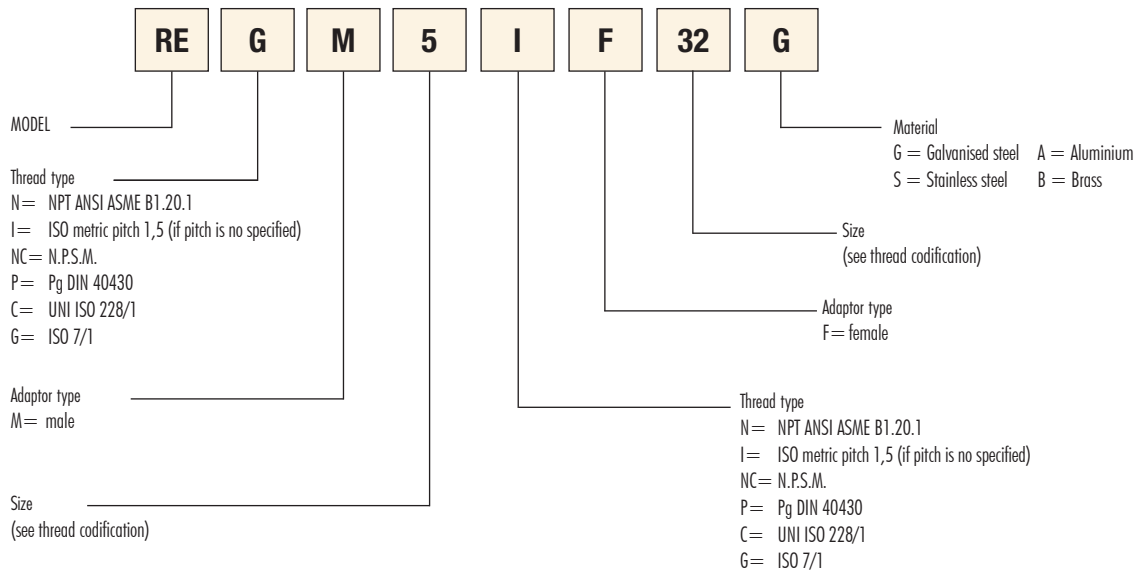 RE G M 5 I F 32 G
MODEL
Thread type
N= NPT ANSI ASME B1.20.1
I= ISO metric pitch 1,5 (if pitch is no specified)
NC= N.P.S.M.
P= Pg DIN 40430
C= UNI ISO 228/1
G= ISO 7/1
Adaptor type
M= male
Size
(see thread codification)
Material
G = Galvanised steel A = Aluminium
S = Stainless steel B = Brass
Size
(see thread codification)
Adaptor type
F= female
Thread type
N= NPT ANSI ASME B1.20.1
I= ISO metric pitch 1,5 (if pitch is no specified)
NC= N.P.S.M.
P= Pg DIN 40430
C= UNI ISO 228/1
G= ISO 7/1